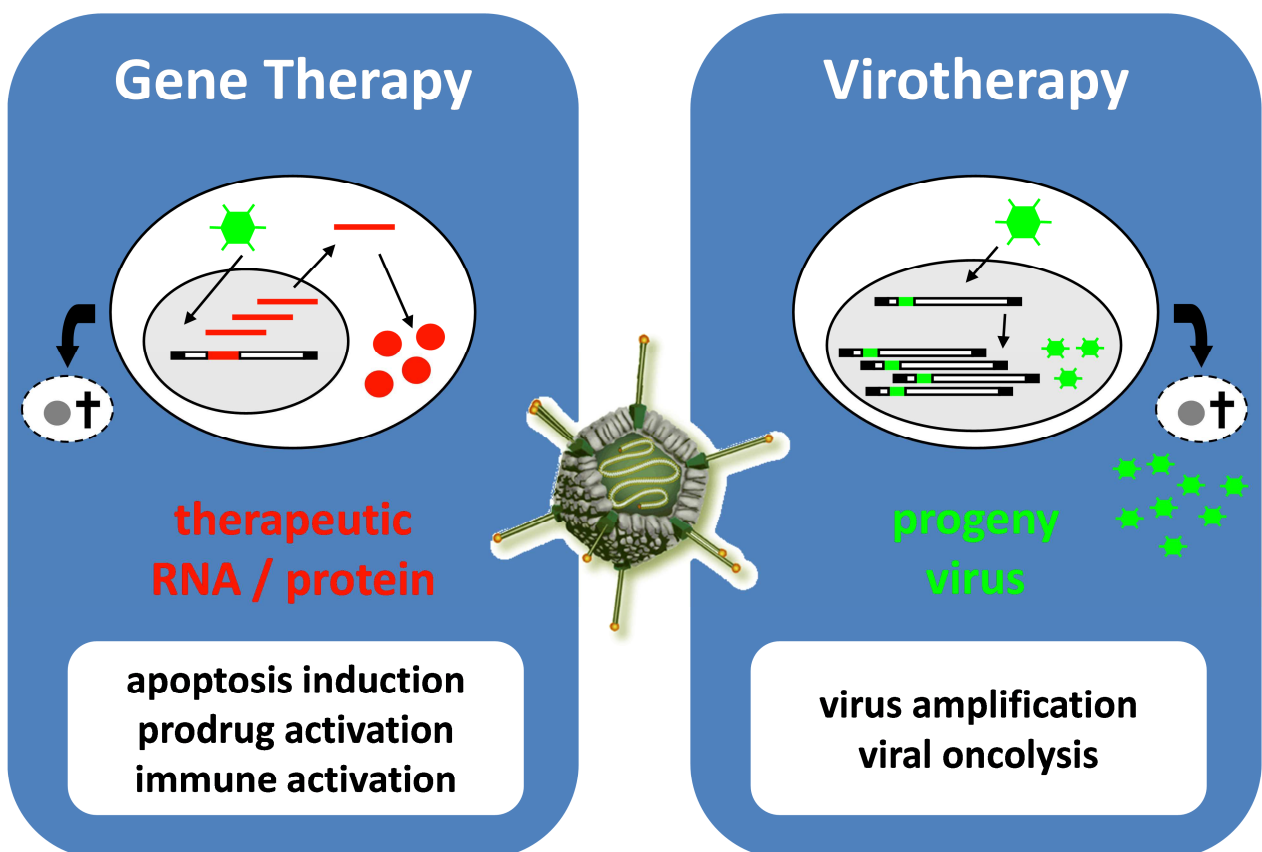 Gene Therapy
therapeutic
RNA / protein
apoptosis induction
prodrug activation
immune activation
Virotherapy
progeny
virus
virus amplification
viral oncolysis